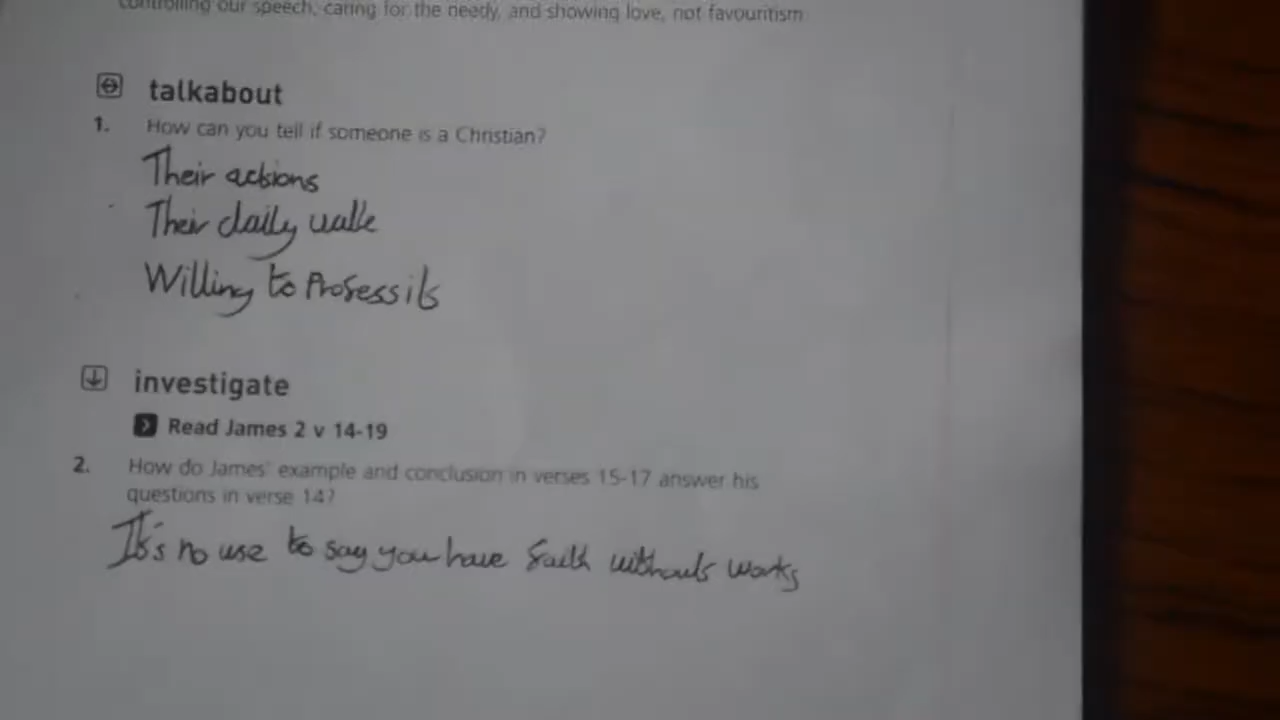 controlling our speech, caring for the needy, and showing love, not favouritism
talkabout
1. How can you tell if someone is a Christian?
Their actions
Their daily walk
Willing to Profess it
investigate
Read James 2 v 14-19
2. How do James' example and conclusion in verses 15-17 answer his
questions in verse 14?
It's no use to say you have faith without works